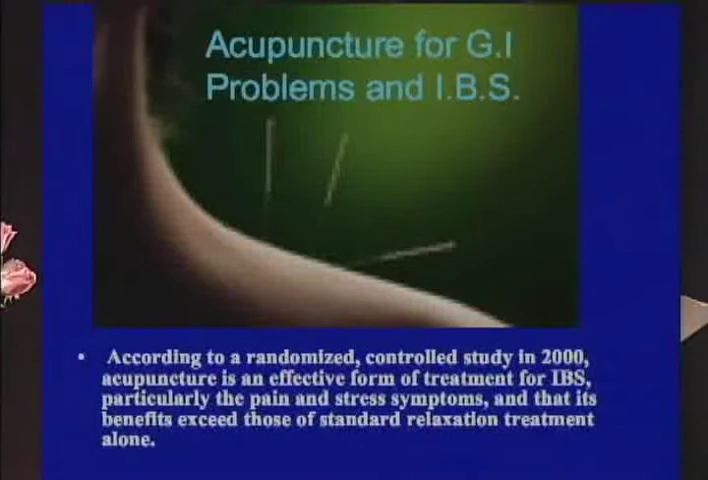 Acupuncture for G.I
Problems and I.B.S.
• According to a randomized, controlled study in 2000,
acupuncture is an effective form of treatment for IBS,
particularly the pain and stress symptoms, and that its
benefits exceed those of standard relaxation treatment
alone.